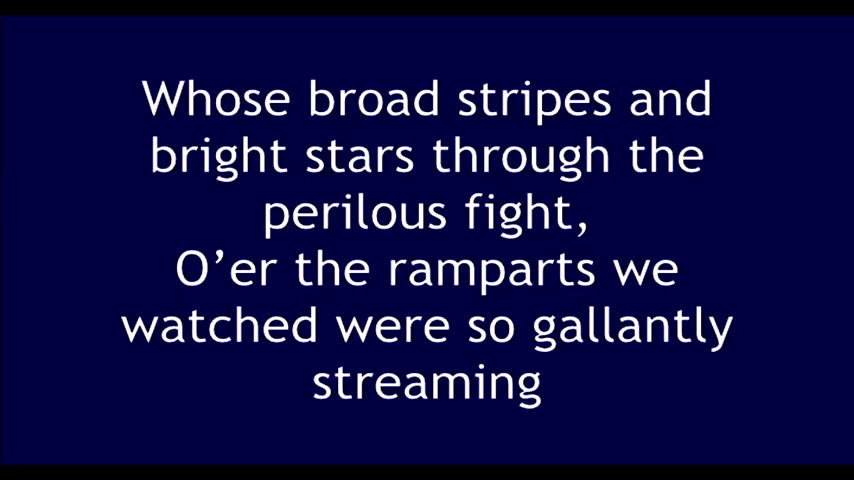 Whose broad stripes and
bright stars through the
perilous fight,
O’er the ramparts we
watched were so gallantly
streaming